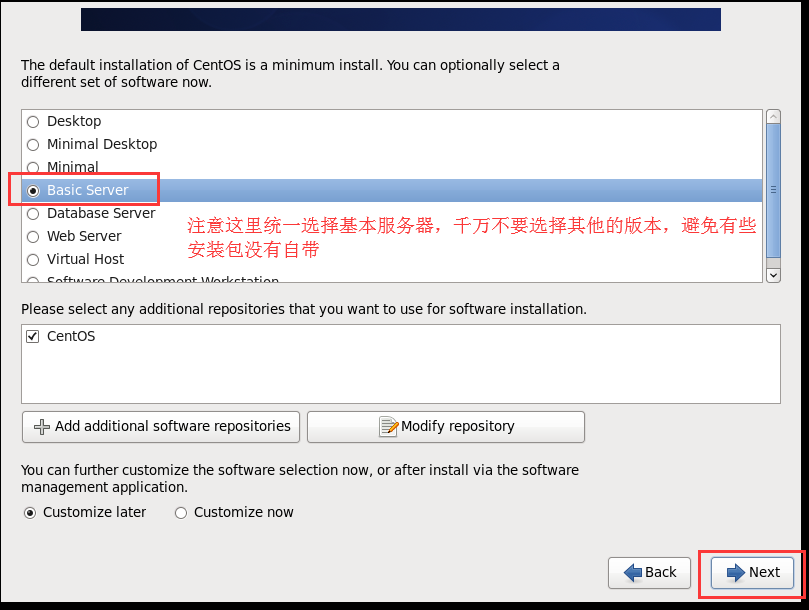 The default installation of CentOS is a minimum install. You can optionally select a
different set of software now.
Desktop
Minimal Desktop
Minimal
Basic Server
Database Server
Web Server
Virtual Host
Software Development Workstation
注意这里统一选择基本服务器，千万不要选择其他的版本，避免有些
安装包没有自带
Please select any additional repositories that you want to use for software installation.
CentOS
Add additional software repositories
Modify repository
You can further customize the software selection now, or after install via the software
management application.
Customize later
Customize now
Back
Next